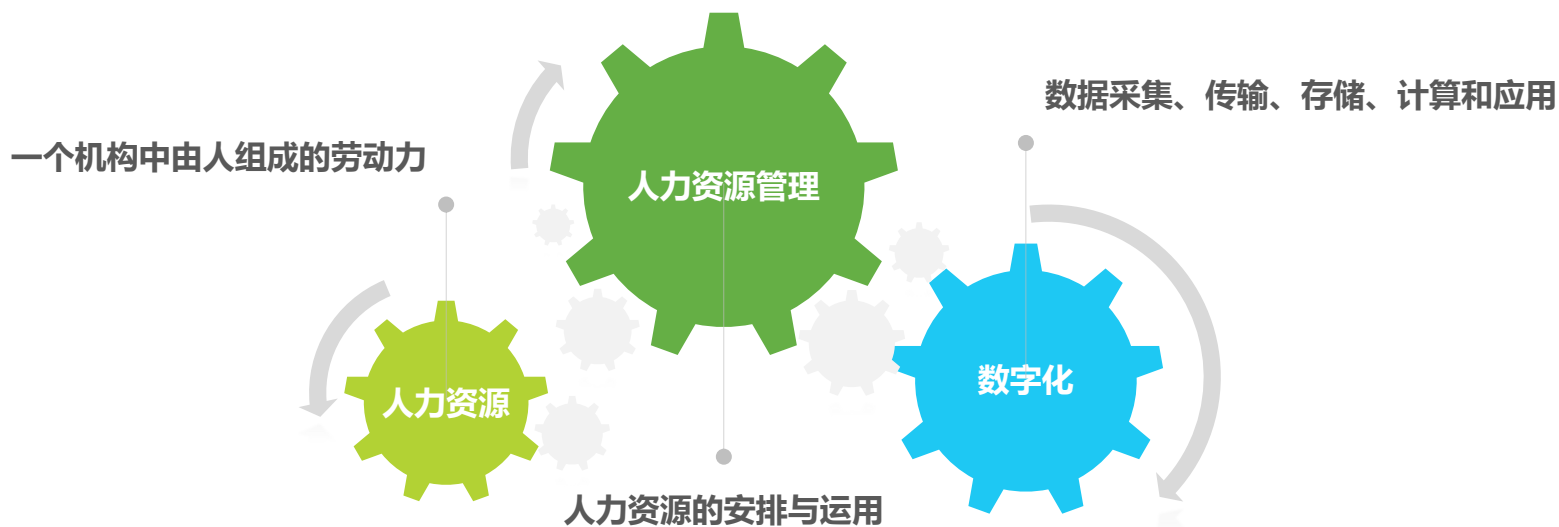 数据采集、传输、存储、计算和应用
一个机构中由人组成的劳动力
人力资源管理
数字化
人力资源
人力资源的安排与运用